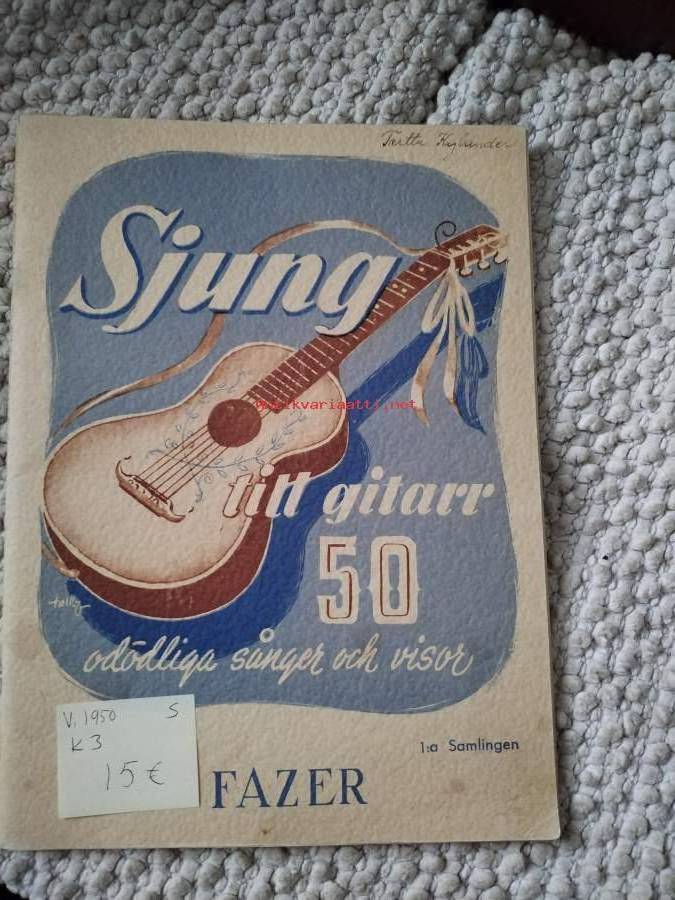 Sjung
antikvariaatti.net
till gitarr
50
odödliga sånger och visor
V. 1950 S
K3
15 €
1:a Samlingen
FAZER